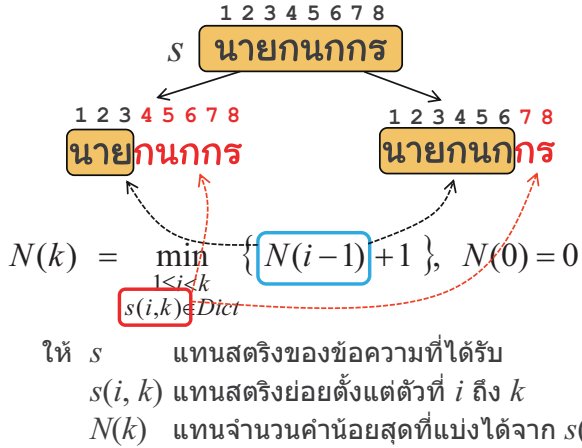 1 2 3 4 5 6 7 8
s นายกนกกร
1 2 3 4 5 6 7 8
นายกนกกร
1 2 3 4 5 6 7 8
นายกนกกร
N(k) = min { N(i−1)+1 }, N(0)=0
1≤i≤k
s(i,k)∈Dict
ให้ s แทนสตริงของข้อความที่ได้รับ
s(i, k) แทนสตริงย่อยตั้งแต่ตัวที่ i ถึง k
N(k) แทนจำนวนคำน้อยสุดที่แบ่งได้จาก s(